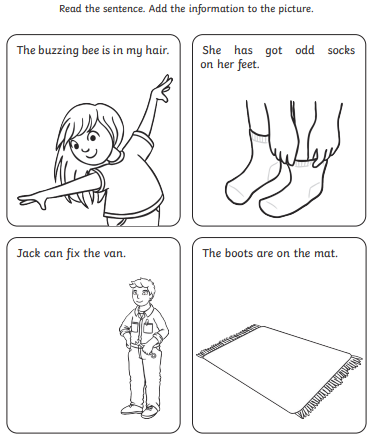 Read the sentence. Add the information to the picture.
The buzzing bee is in my hair.
She has got odd socks
on her feet.
Jack can fix the van.
The boots are on the mat.